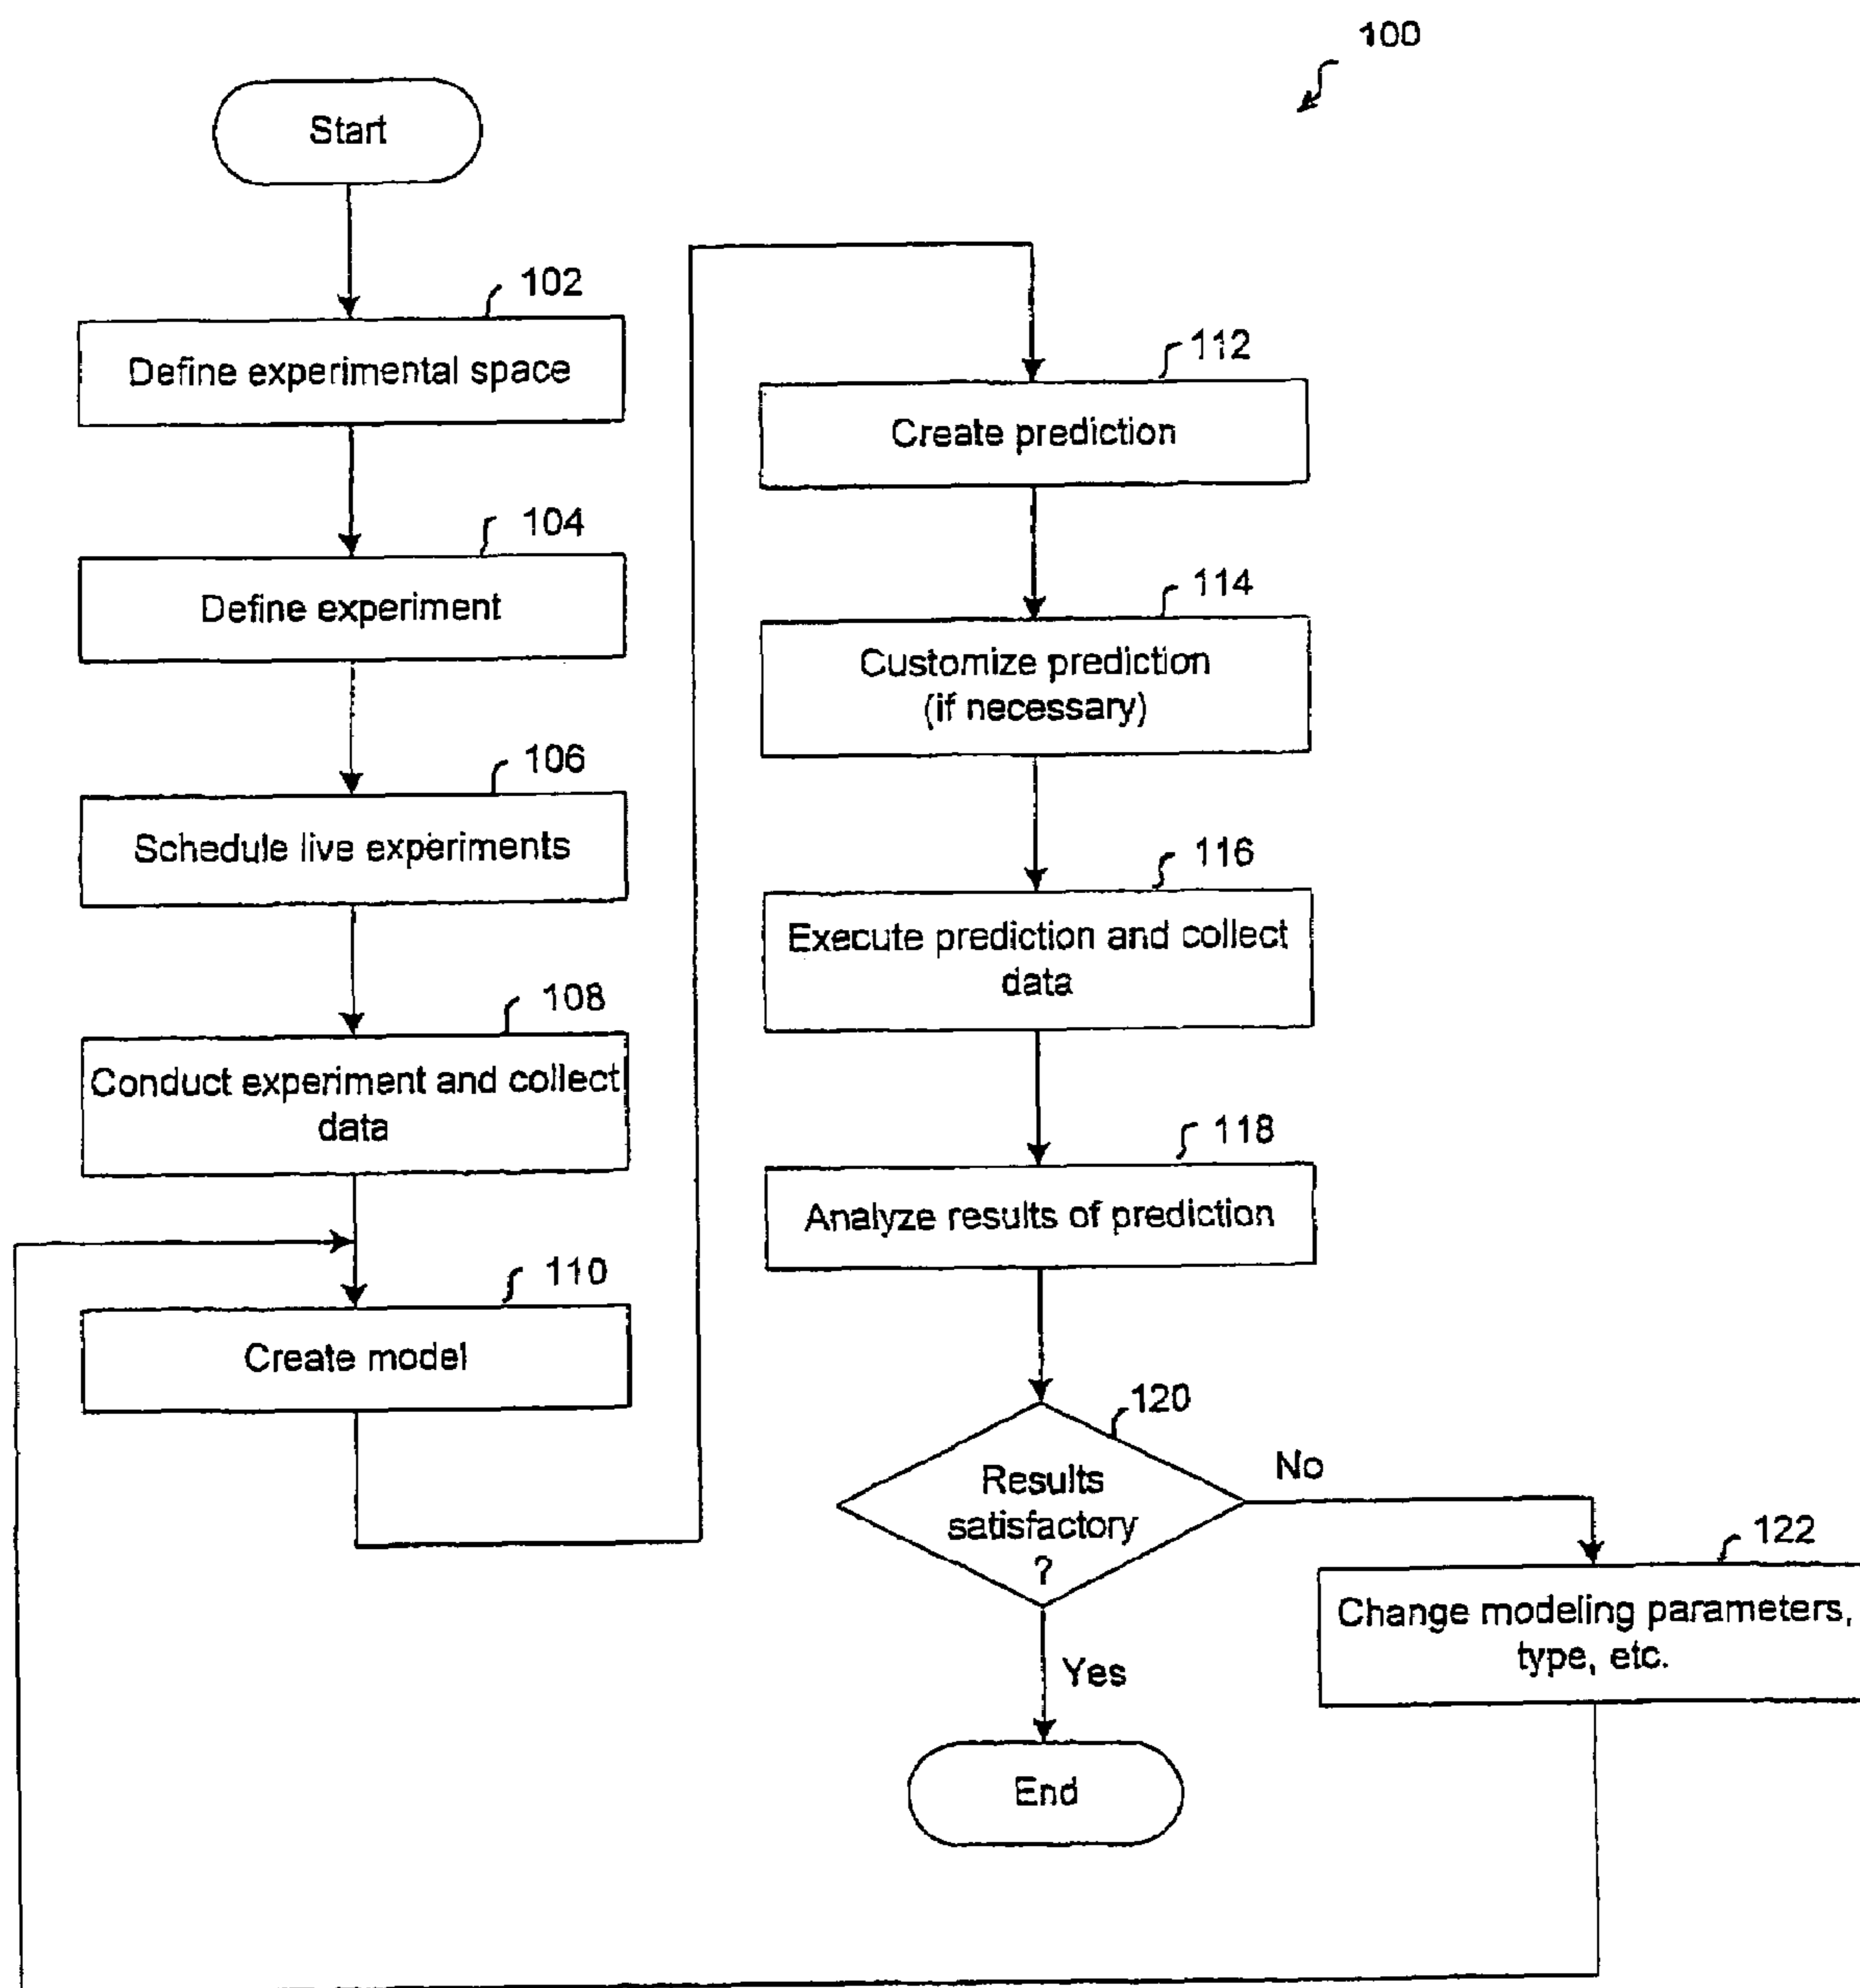 100
Start
102
Define experimental space
104
Define experiment
106
Schedule live experiments
108
Conduct experiment and collect
data
110
Create model
112
Create prediction
114
Customize prediction
(if necessary)
116
Execute prediction and collect
data
118
Analyze results of prediction
120
Results
satisfactory
?
No
Yes
122
Change modeling parameters,
type, etc.
End